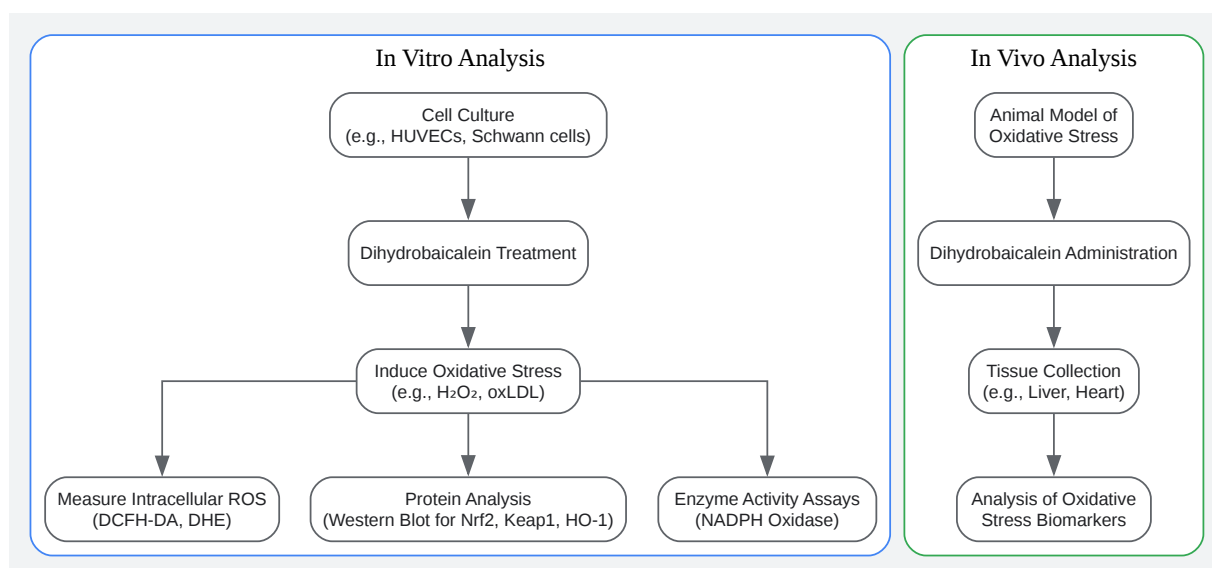 In Vitro Analysis
Cell Culture
(e.g., HUVECs, Schwann cells)
Dihydrobaicalein Treatment
Induce Oxidative Stress
(e.g., H₂O₂, oxLDL)
Measure Intracellular ROS
(DCFH-DA, DHE)
Protein Analysis
(Western Blot for Nrf2, Keap1, HO-1)
Enzyme Activity Assays
(NADPH Oxidase)
In Vivo Analysis
Animal Model of
Oxidative Stress
Dihydrobaicalein Administration
Tissue Collection
(e.g., Liver, Heart)
Analysis of Oxidative
Stress Biomarkers